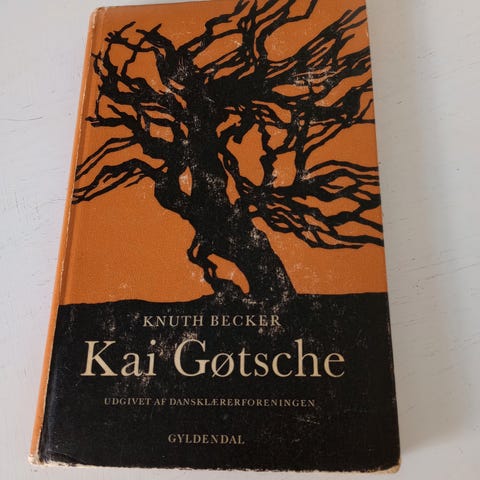 KNUTH BECKER
Kai Gøtsche
UDGIVET AF DANSKLÆRERFORENINGEN
GYLDENDAL